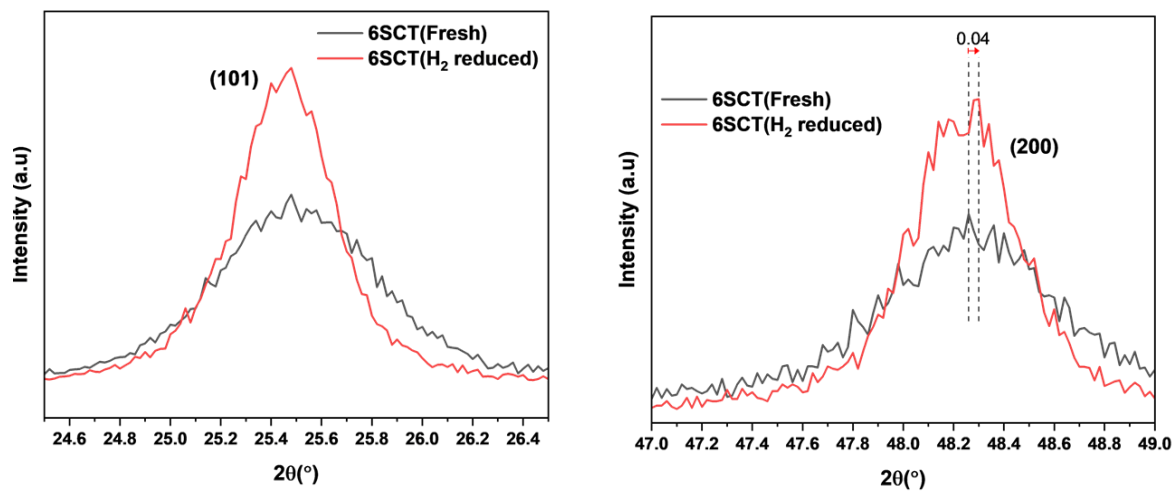 6SCT(Fresh)
6SCT(H₂ reduced)
(101)
Intensity (a.u)
24.6 24.8 25.0 25.2 25.4 25.6 25.8 26.0 26.2 26.4
2θ(°)
0.04
6SCT(Fresh)
6SCT(H₂ reduced)
(200)
Intensity (a.u)
47.0 47.2 47.4 47.6 47.8 48.0 48.2 48.4 48.6 48.8 49.0
2θ(°)